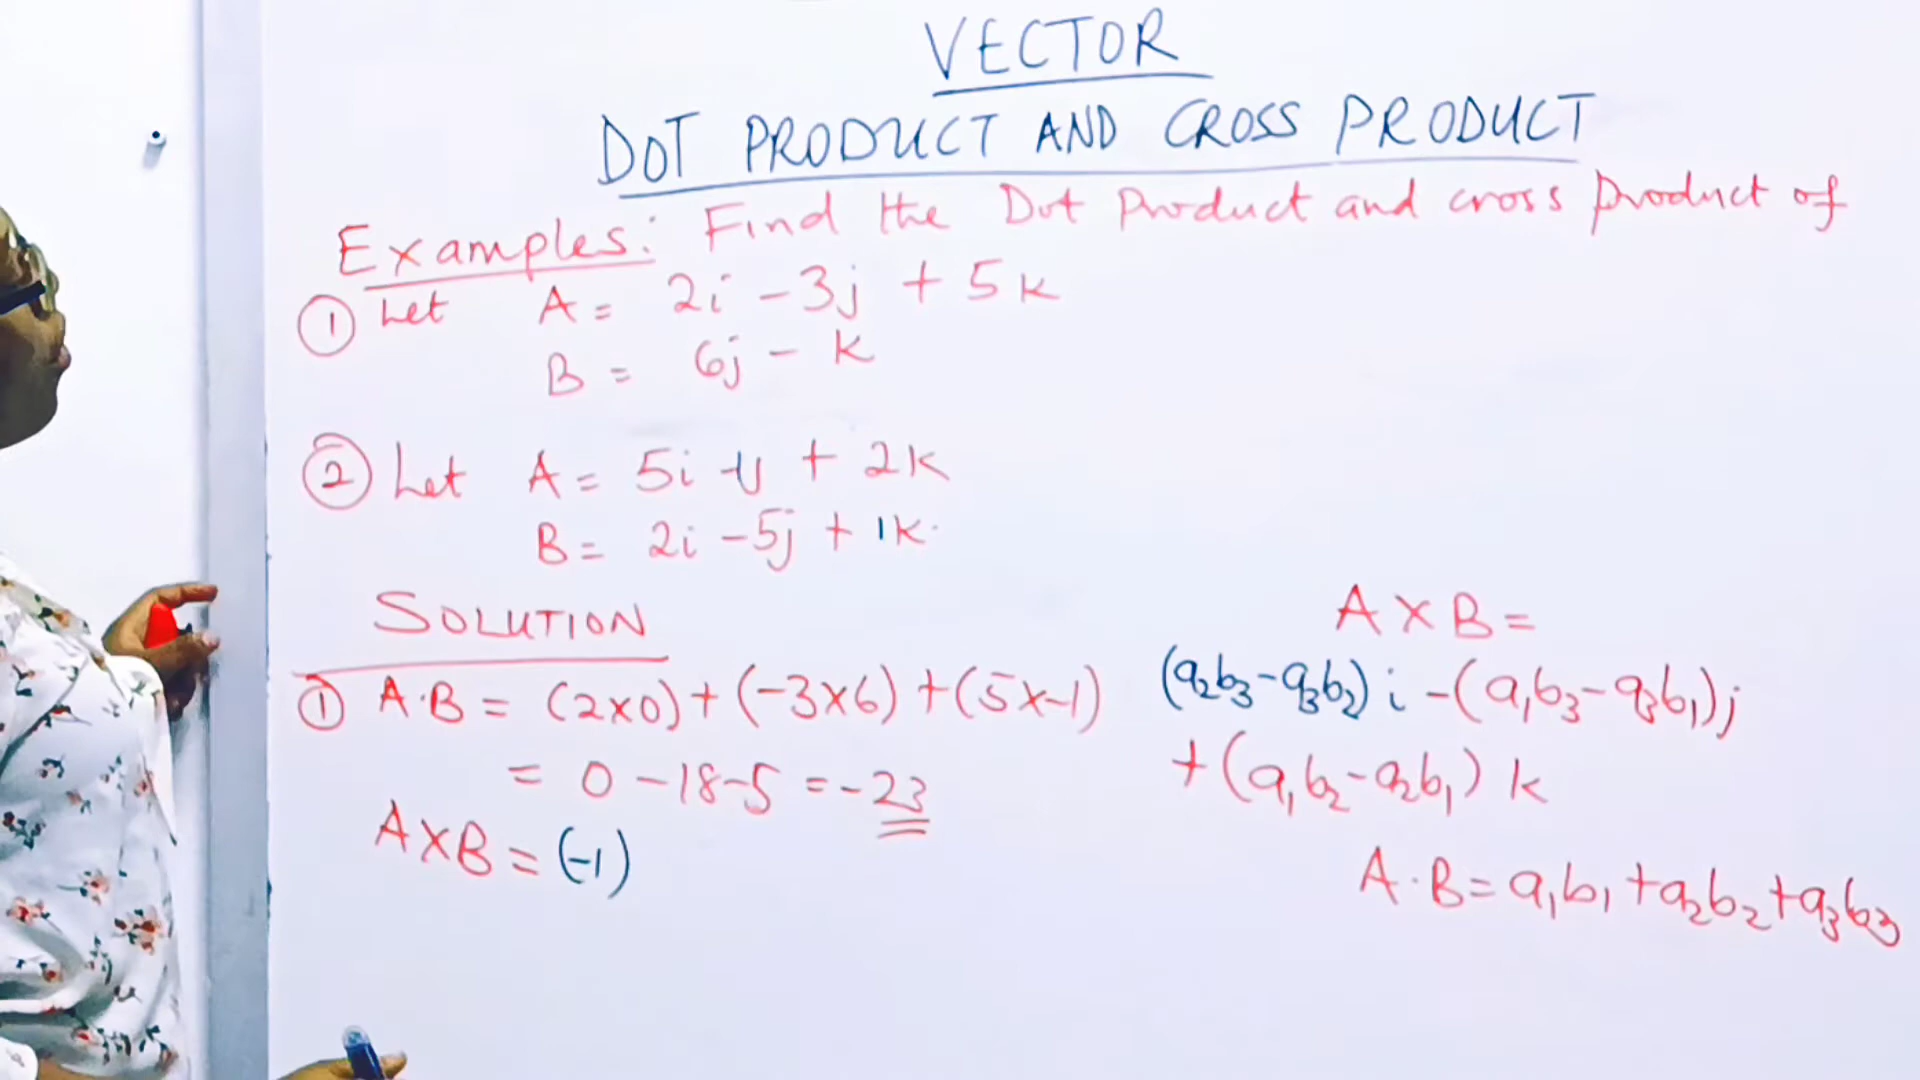 VECTOR
DOT PRODUCT AND CROSS PRODUCT
Examples: Find the Dot Product and cross product of
① Let A = 2i - 3j + 5k
B = 6j - k
② Let A = 5i - j + 2k
B = 2i - 5j + 1k.
SOLUTION
① A·B = (2x0) + (-3x6) + (5x-1)
= 0 - 18 - 5 = -23
AXB = (-1)
AXB =
(a₂b₃ - a₃b₂) i - (a₁b₃ - a₃b₁) j
+ (a₁b₂ - a₂b₁) k
A·B = a₁b₁ + a₂b₂ + a₃b₃